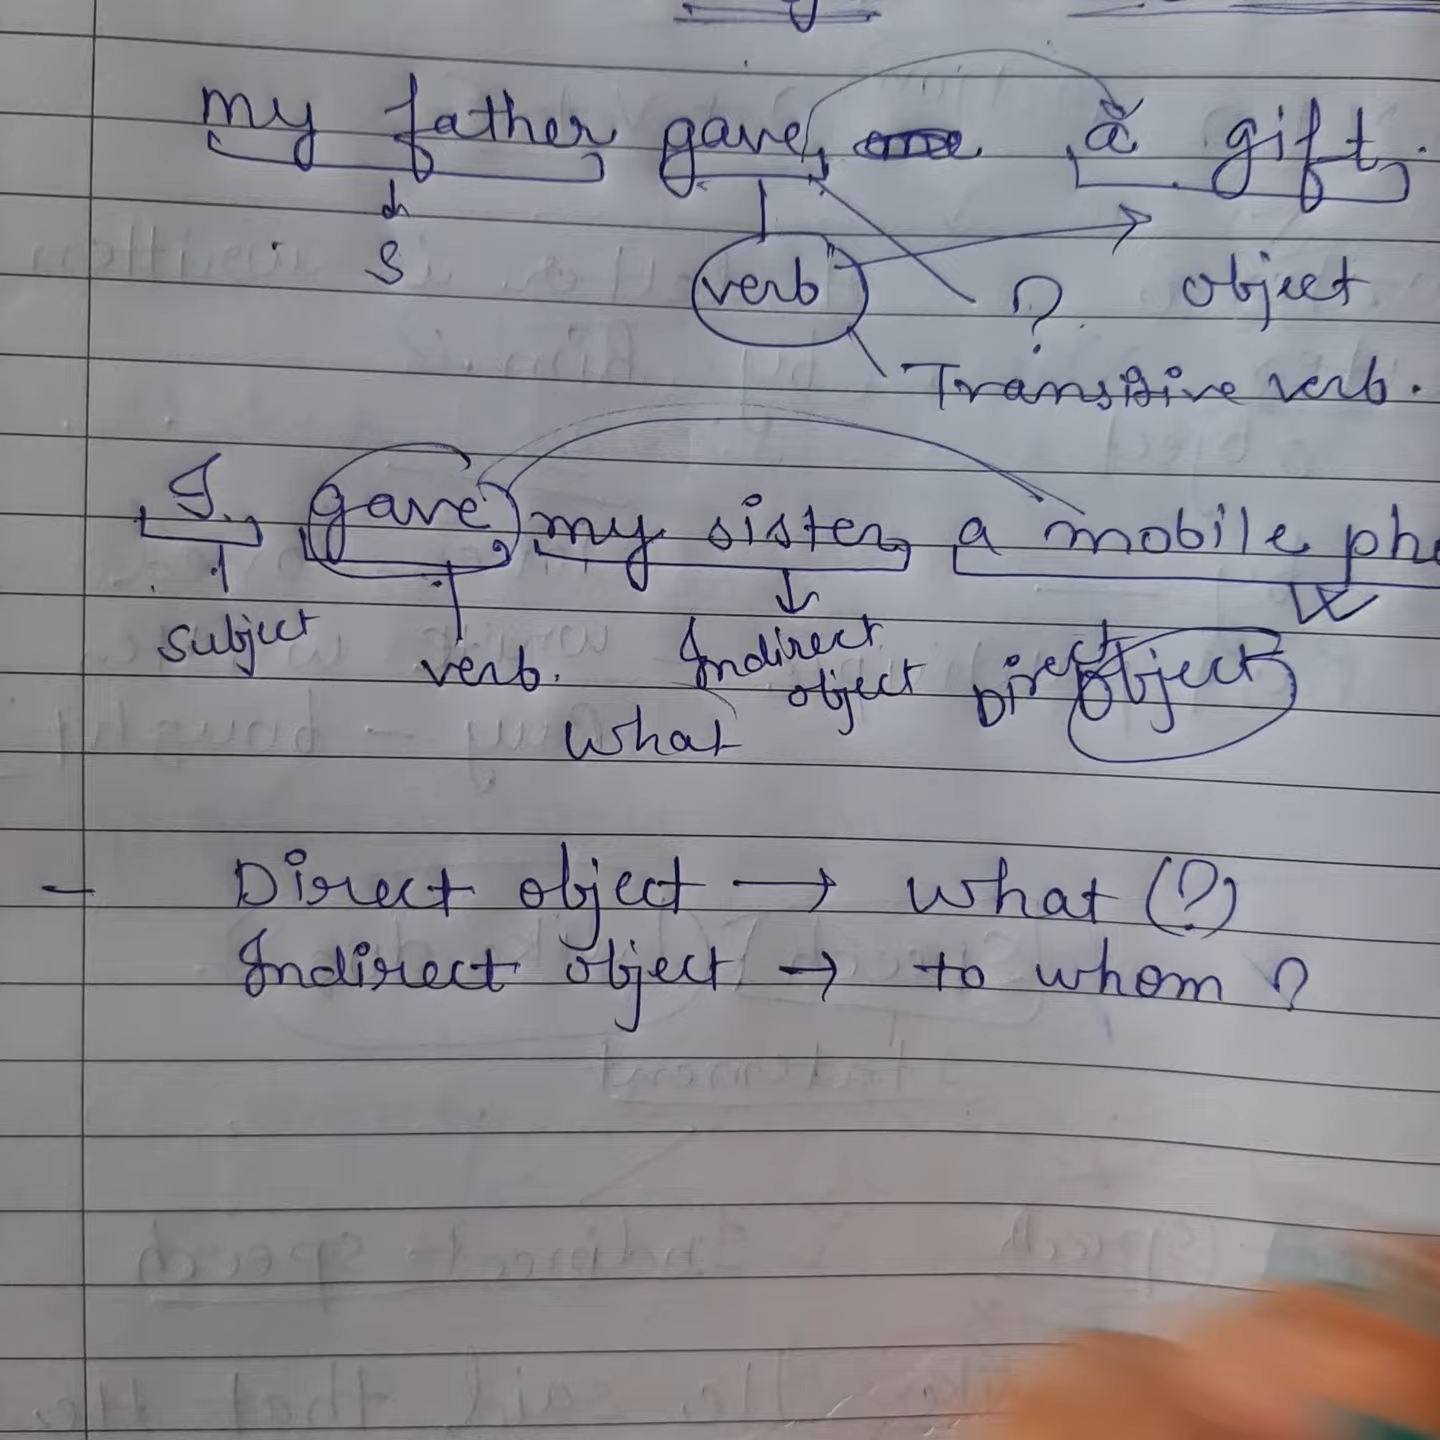 my father gave a gift.
S
verb ? object
Transitive verb.
I gave my sister a mobile pho
subject verb. Indirect object Direct object
what
- Direct object → what (?)
Indirect object → to whom ?